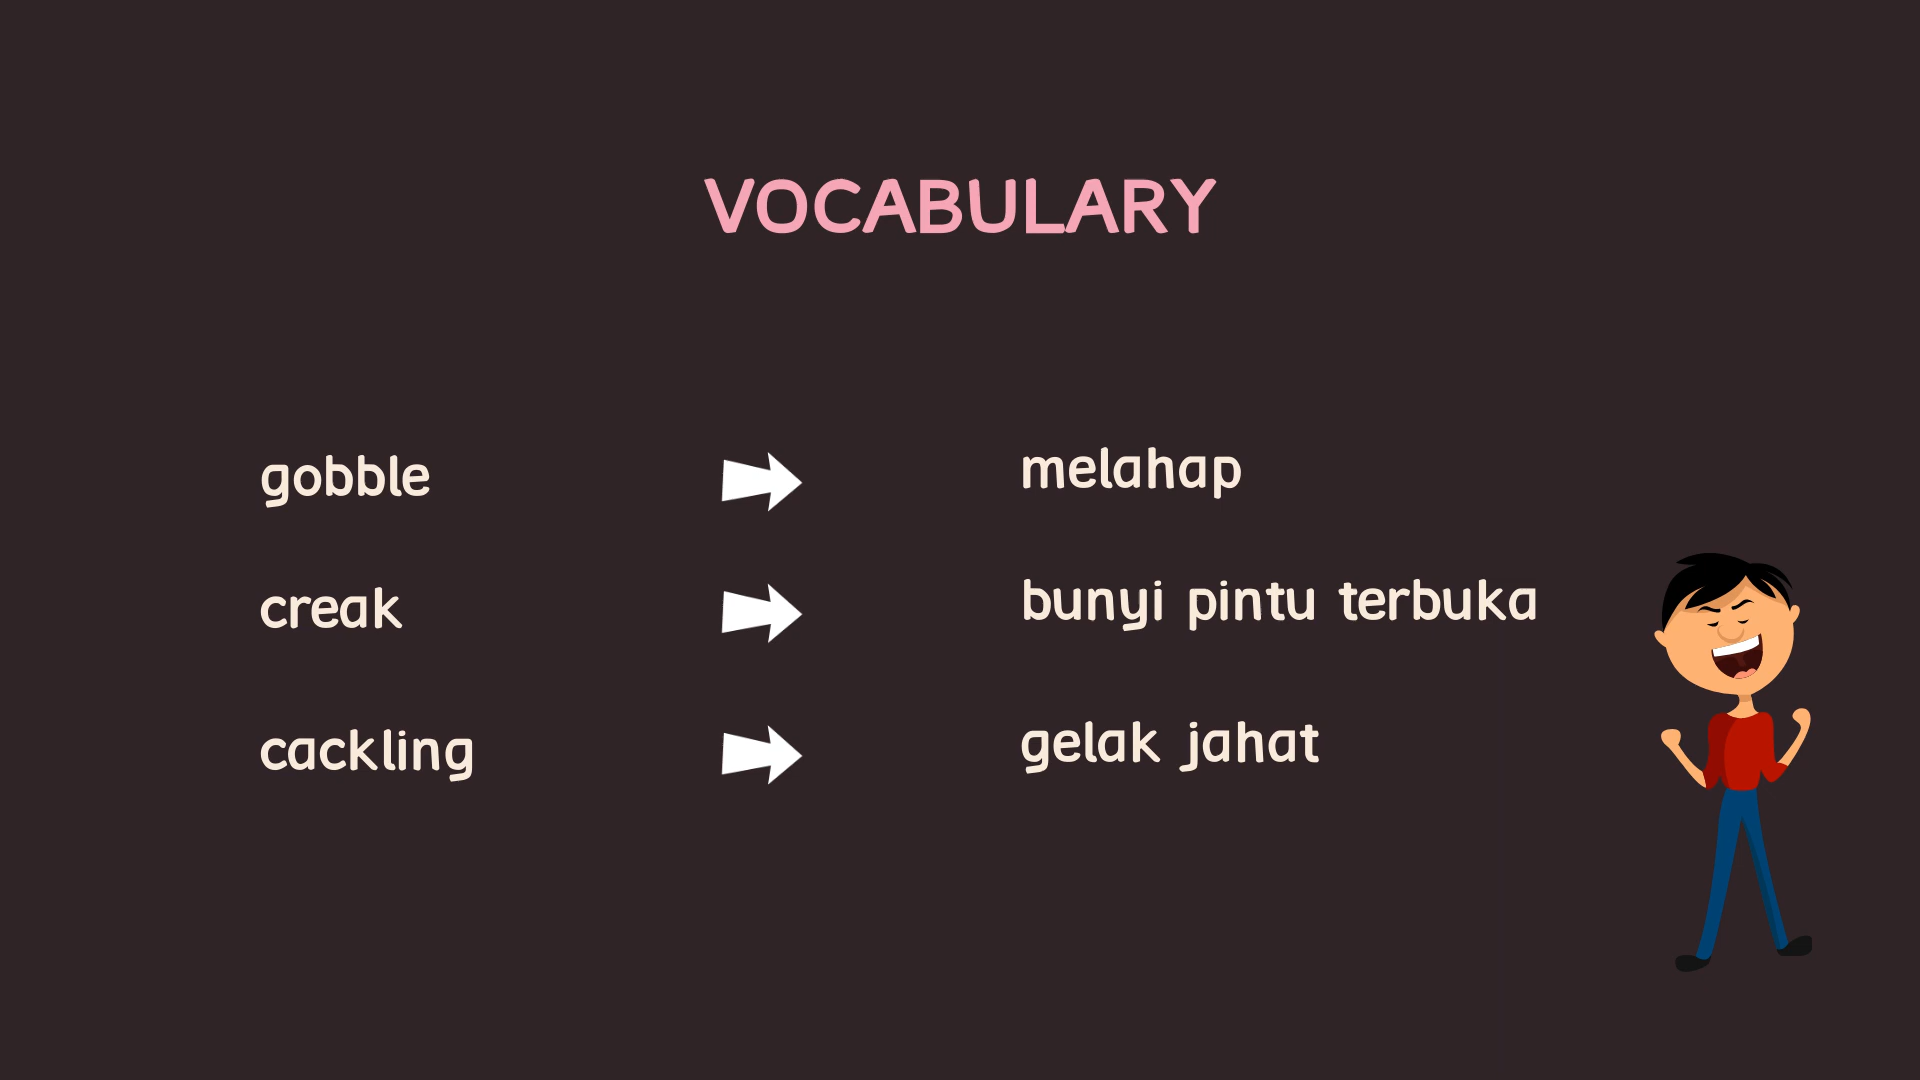 VOCABULARY
gobble melahap
creak bunyi pintu terbuka
cackling gelak jahat